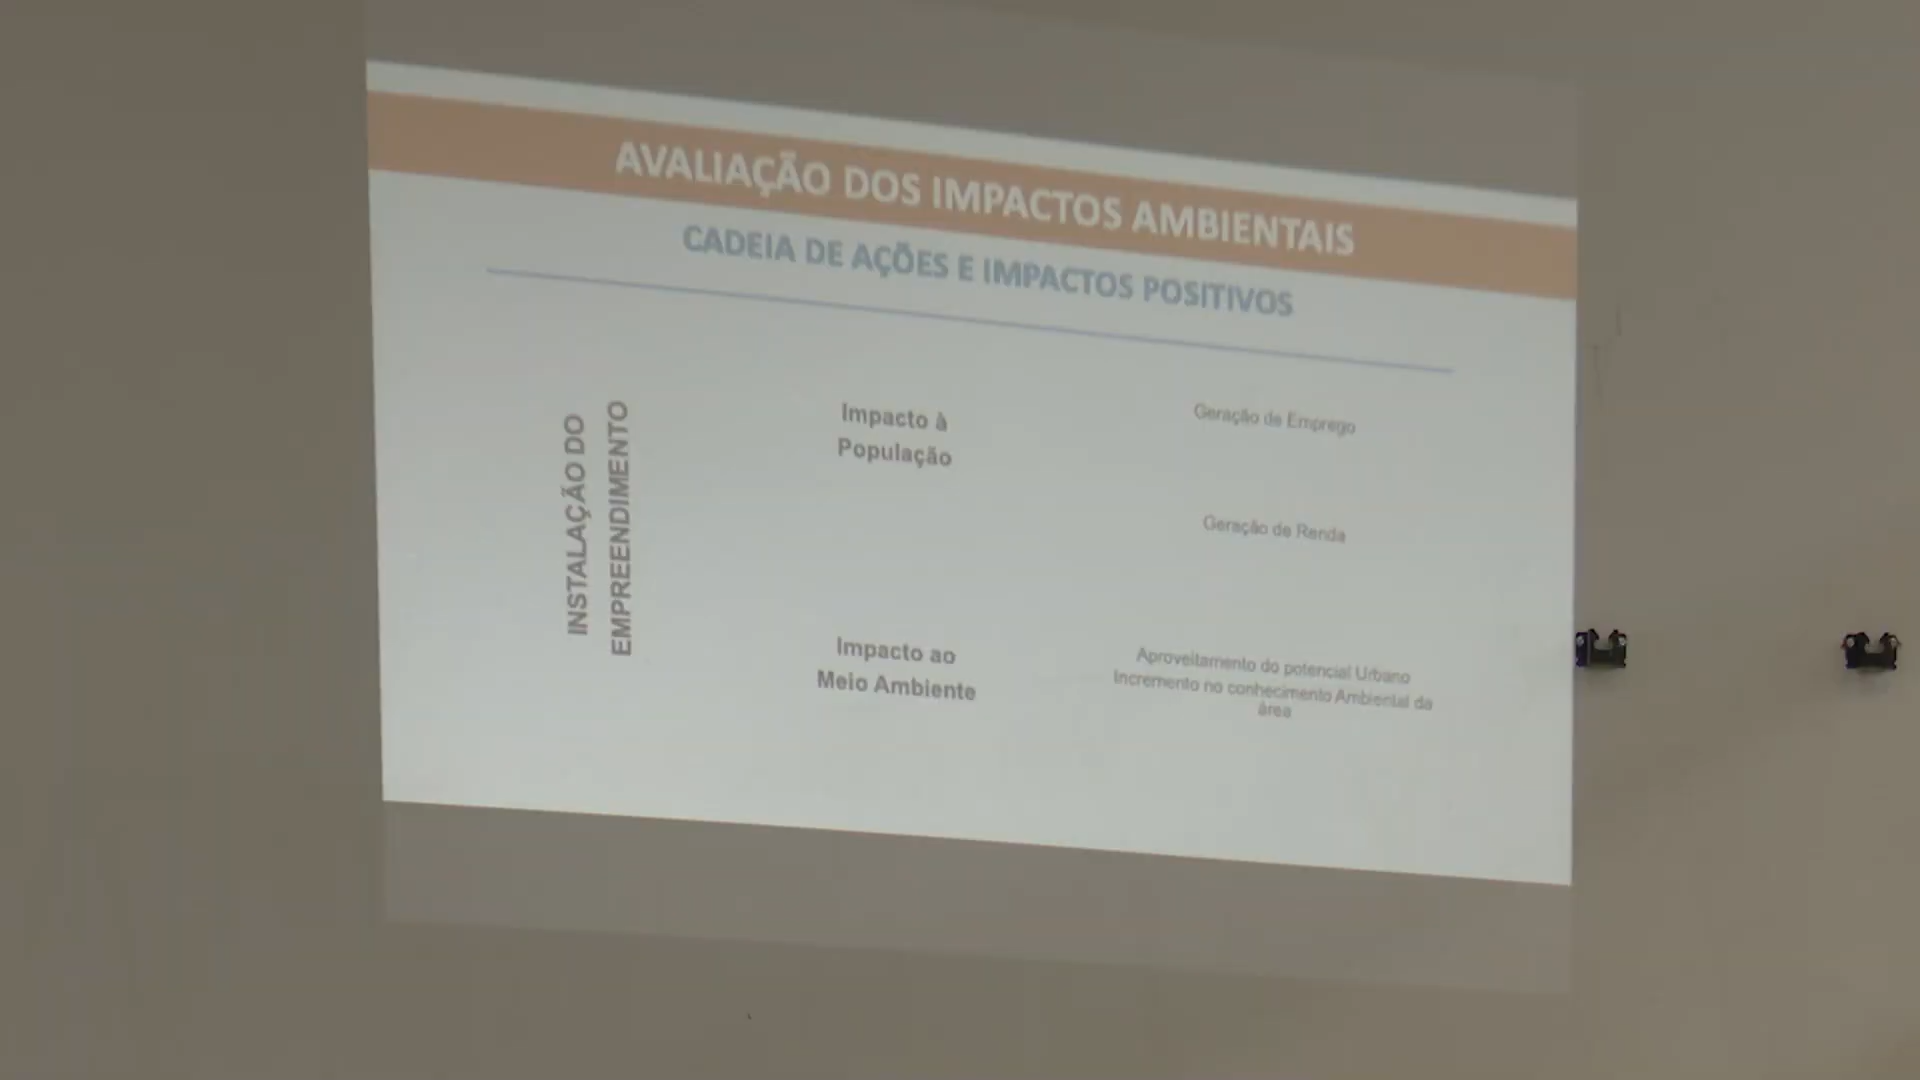 AVALIAÇÃO DOS IMPACTOS AMBIENTAIS
CADEIA DE AÇÕES E IMPACTOS POSITIVOS
INSTALAÇÃO DO
EMPREENDIMENTO
Impacto à
População
Geração de Emprego
Geração de Renda
Impacto ao
Meio Ambiente
Aproveitamento do potencial Urbano
Incremento no conhecimento Ambiental da
área